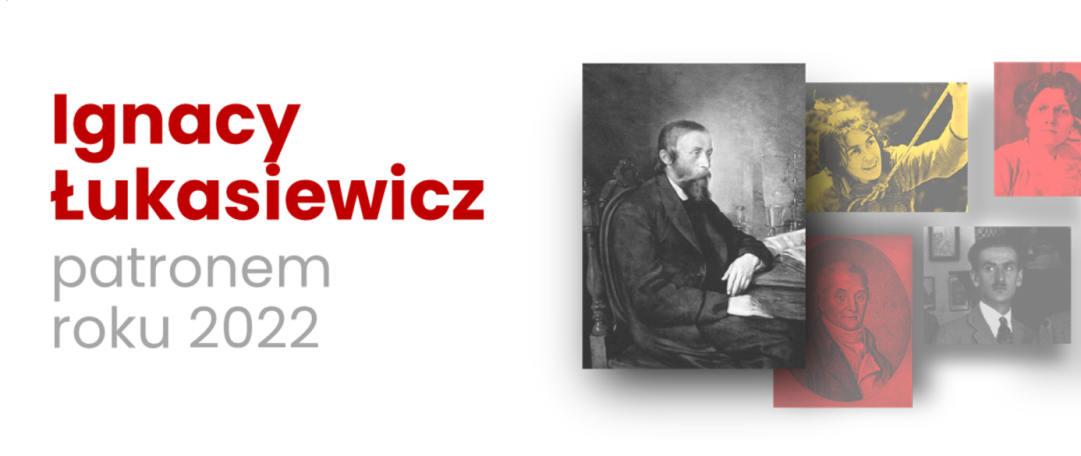 Ignacy
Łukasiewicz
patronem
roku 2022